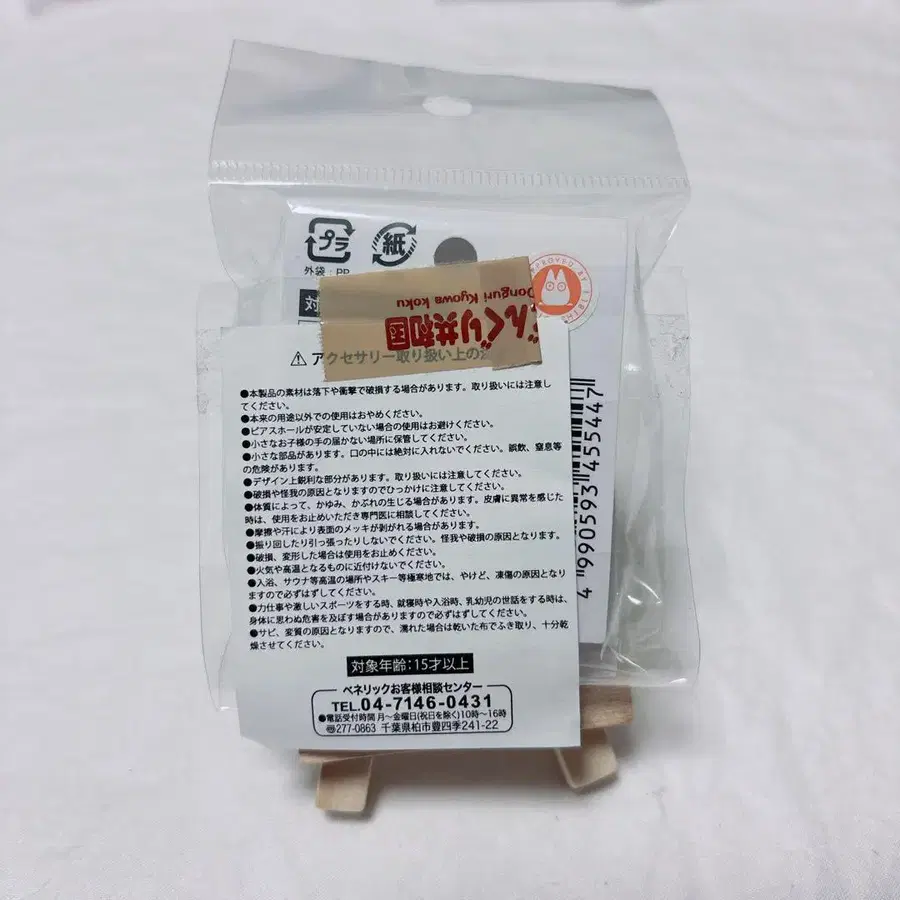 プラ
紙
外袋：PP
対
Donguri Kyowa koku
どんぐり共和国
⚠アクセサリー取り扱い上の注
●本製品の素材は落下や衝撃で破損する場合があります。取り扱いには注意し
てください。
●本来の用途以外での使用はおやめください。
●ピアスホールが安定していない場合の使用はお避けください。
●小さなお子様の手の届かない場所に保管してください。
●小さな部品があります。口の中には絶対に入れないでください。誤飲、窒息等
の危険があります。
●デザイン上鋭利な部分があります。取り扱いには注意してください。
●破損や怪我の原因となりますのでひっかけに注意してください。
●体質によって、かゆみ、かぶれの生じる場合があります。皮膚に異常を感じた
時は、使用をお止めいただき専門医に相談してください。
●摩擦や汗により表面のメッキが剥がれる場合があります。
●振り回したり引っ張ったりしないでください。怪我や破損の原因となります。
●破損、変形した場合は使用をお止めください。
●火気や高温となるものに近付けないでください。
●入浴、サウナ等高温の場所やスキー等極寒地では、やけど、凍傷の原因となり
ますので必ずはずしてください。
●力仕事や激しいスポーツをする時、就寝時や入浴時、乳幼児の世話をする時は、
身体に思わぬ危害を及ぼす場合がありますので必ずはずしてください。
●サビ、変質の原因となりますので、濡れた場合は乾いた布でふき取り、十分乾
燥させてください。
対象年齢：15才以上
ベネリックお客様相談センター
TEL.04-7146-0431
●電話受付時間 月〜金曜日(祝日を除く)10時〜16時
〒277-0863 千葉県柏市豊四季241-22
4 990593 455447